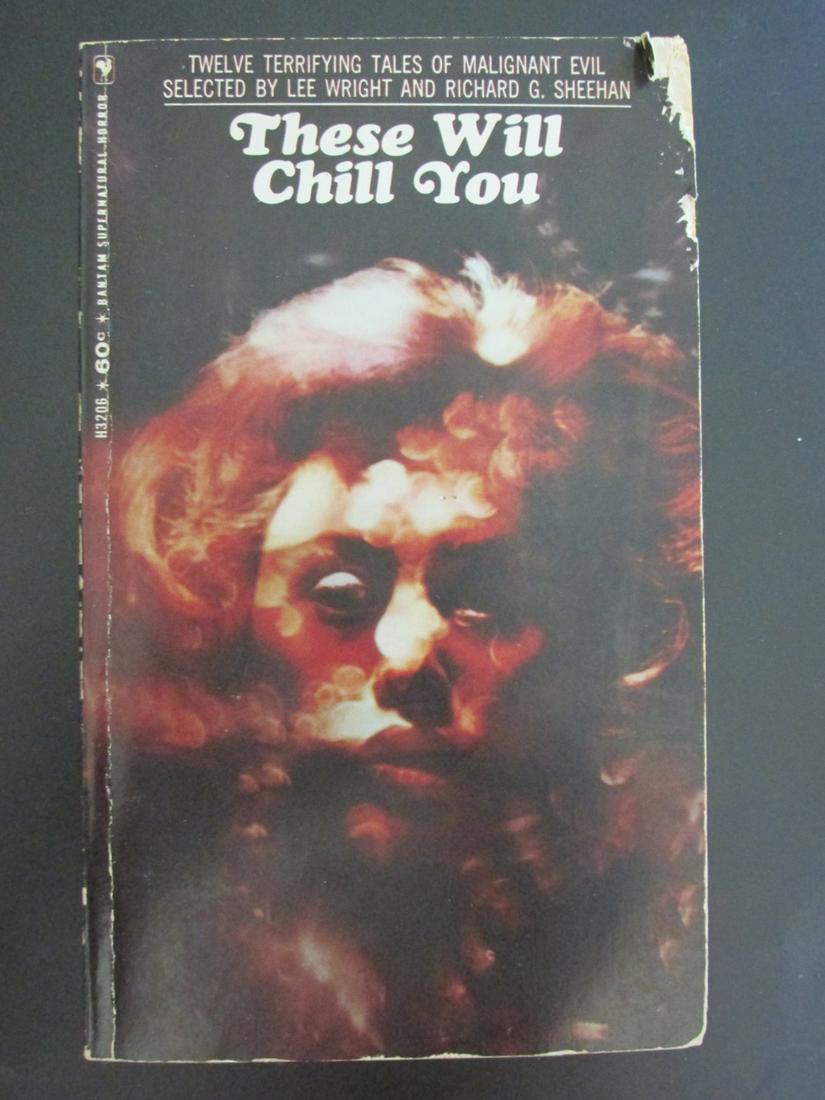 TWELVE TERRIFYING TALES OF MALIGNANT EVIL
SELECTED BY LEE WRIGHT AND RICHARD G. SHEEHAN
These Will
Chill You
H3206 * 60¢ * BANTAM SUPERNATURAL HORROR